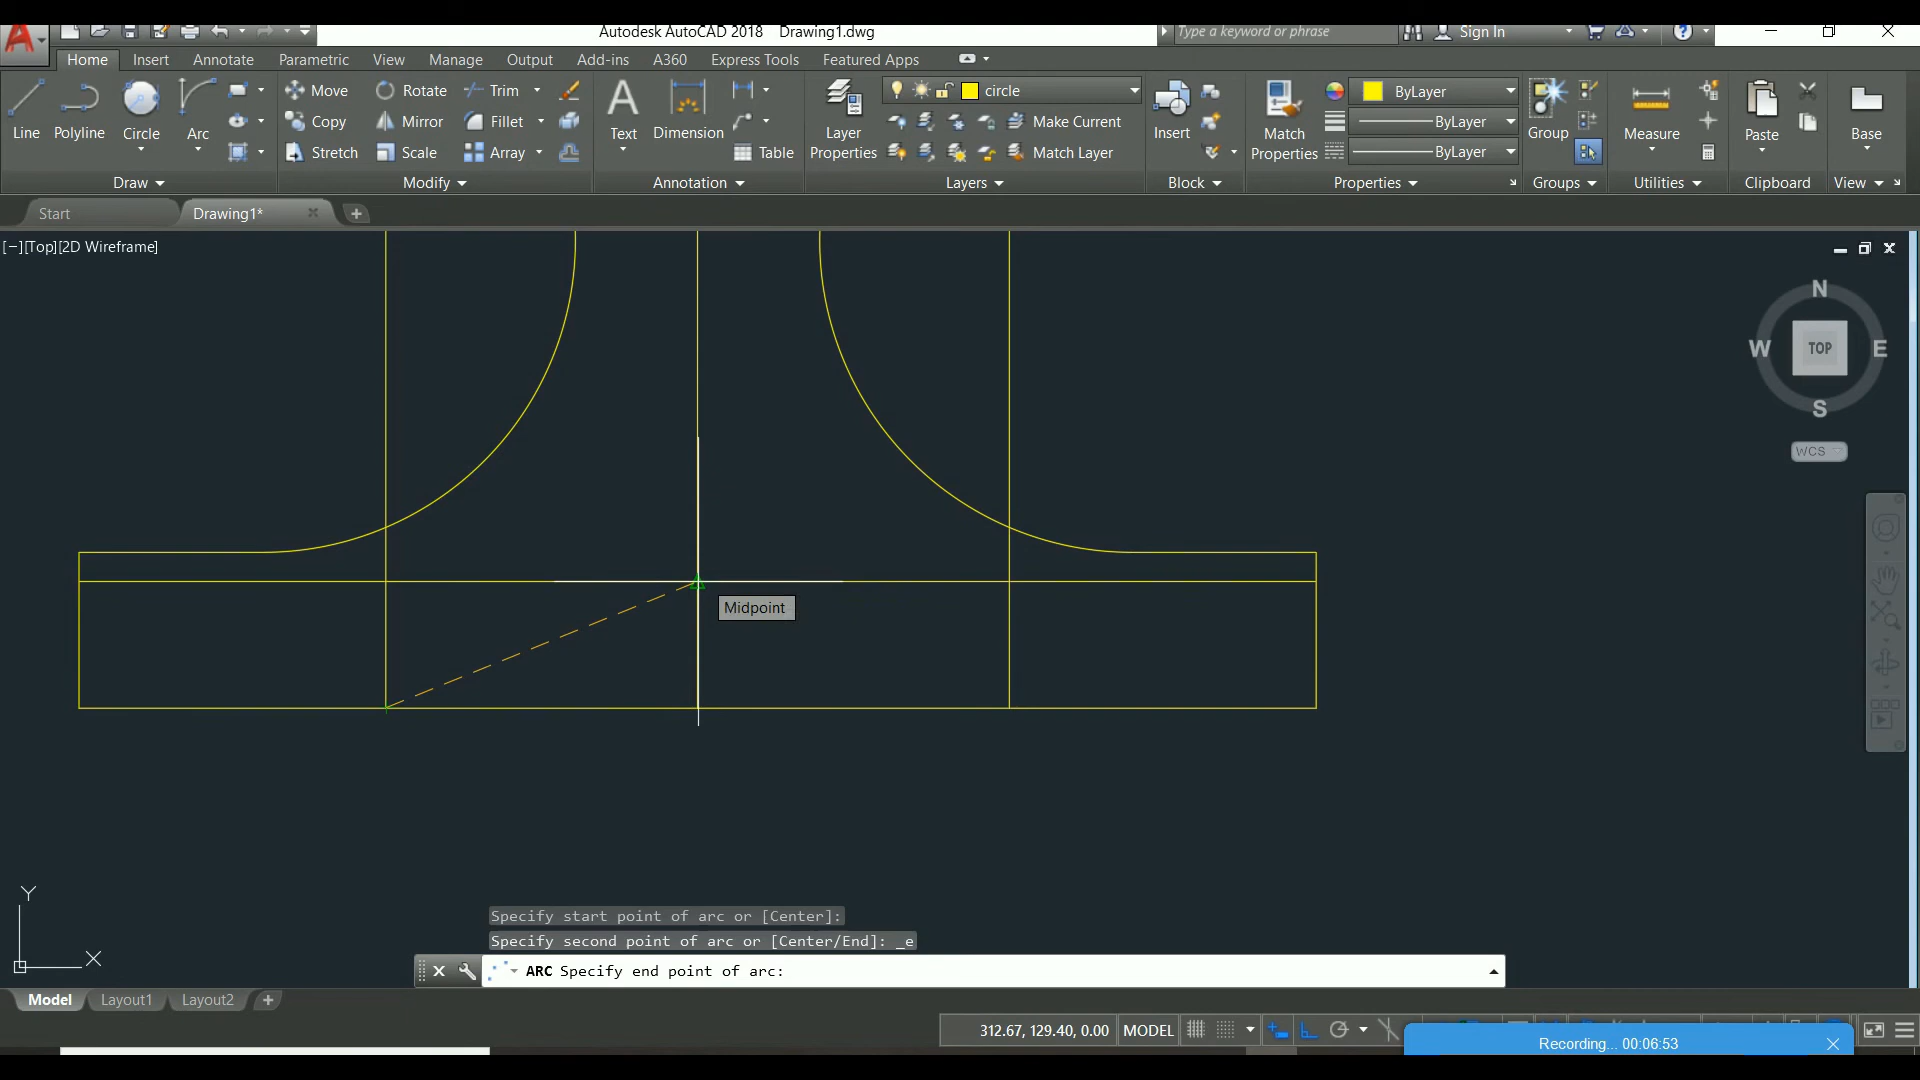 Autodesk AutoCAD 2018 Drawing1.dwg
Type a keyword or phrase
Sign In
Home Insert Annotate Parametric View Manage Output Add-ins A360 Express Tools Featured Apps
Line
Polyline
Circle
Arc
Draw
Move
Copy
Stretch
Rotate
Mirror
Scale
Trim
Fillet
Array
Modify
Text
Dimension
Table
Annotation
Layer
Properties
circle
Make Current
Match Layer
Layers
Insert
Block
Match
Properties
ByLayer
ByLayer
ByLayer
Properties
Group
Groups
Measure
Utilities
Paste
Clipboard
Base
View
Start
Drawing1*
[−][Top][2D Wireframe]
N
W
TOP
E
S
WCS
Midpoint
Y
X
Specify start point of arc or [Center]:
Specify second point of arc or [Center/End]: _e
ARC Specify end point of arc:
Model Layout1 Layout2
312.67, 129.40, 0.00 MODEL
Recording... 00:06:53